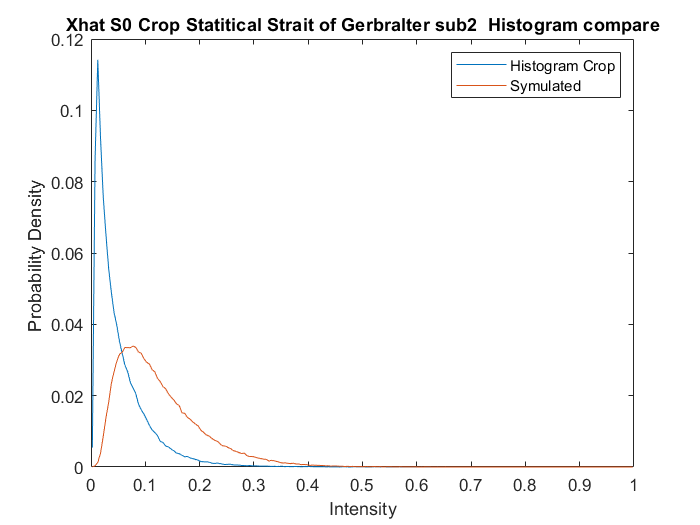 Xhat S0 Crop Statitical Strait of Gerbralter sub2  Histogram compare
Histogram Crop
Symulated
Probability Density
0.12
0.1
0.08
0.06
0.04
0.02
0
0 0.1 0.2 0.3 0.4 0.5 0.6 0.7 0.8 0.9 1
Intensity